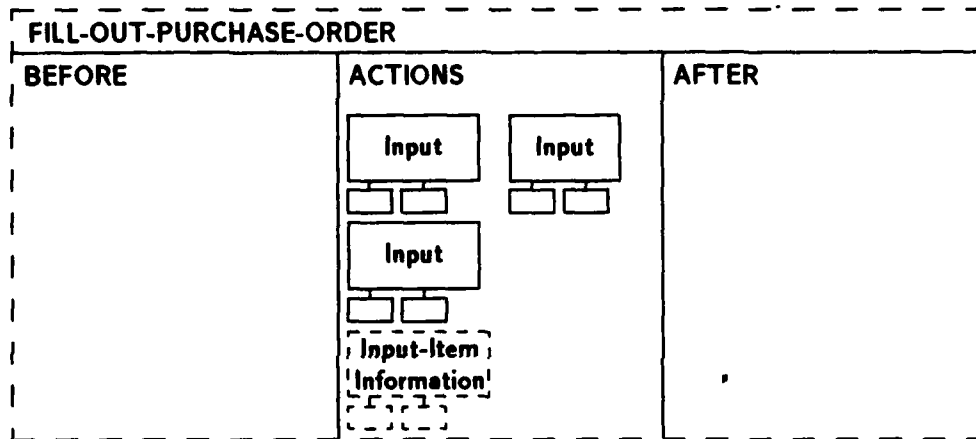 FILL-OUT-PURCHASE-ORDER
BEFORE
ACTIONS
AFTER
Input
Input
Input
Input-Item
Information